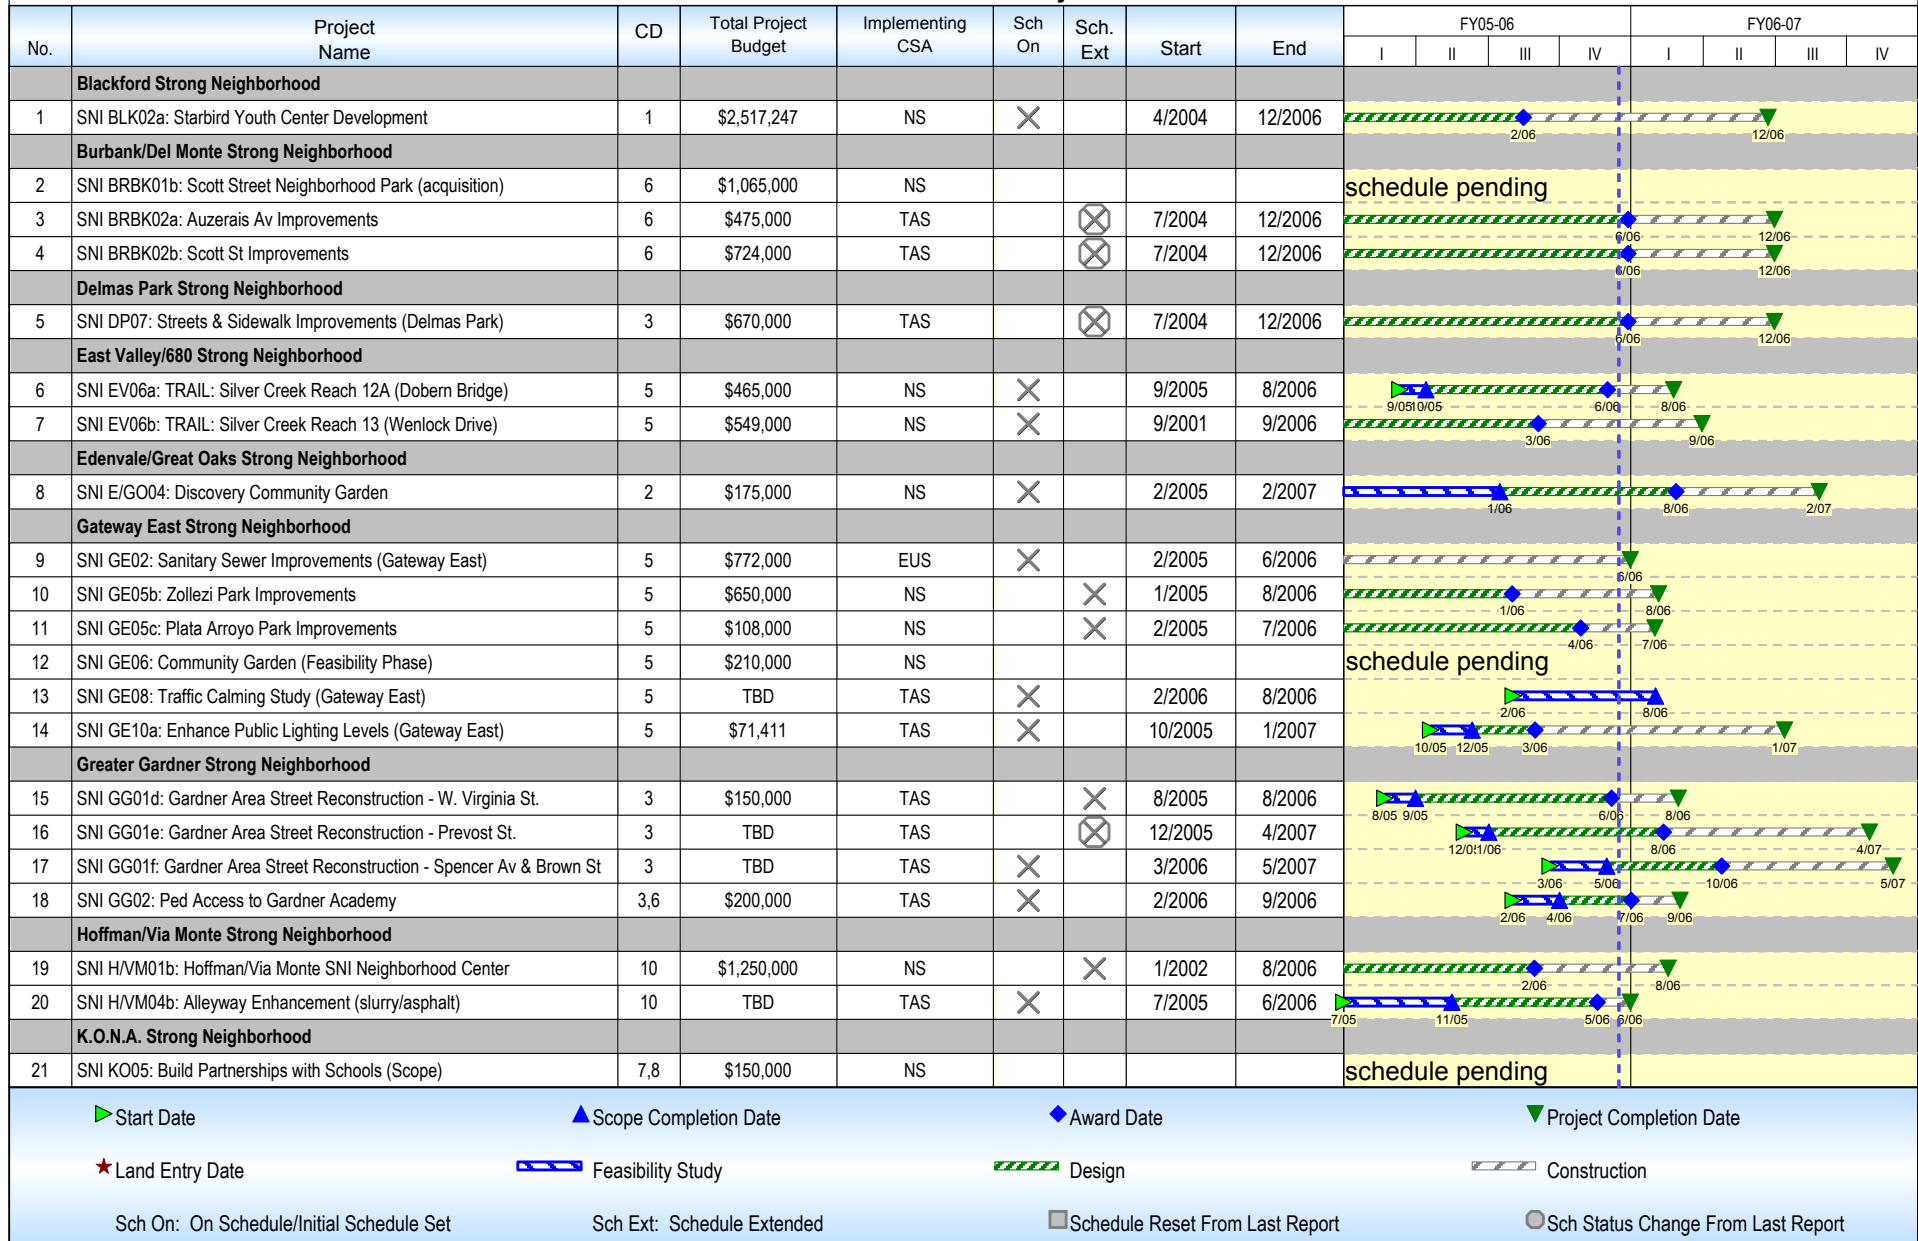 No. Project Name CD Total Project Budget Implementing CSA Sch On Sch. Ext Start End FY05-06 FY06-07
I II III IV I II III IV
Blackford Strong Neighborhood
1 SNI BLK02a: Starbird Youth Center Development 1 $2,517,247 NS 4/2004 12/2006 2/06 12/06
Burbank/Del Monte Strong Neighborhood
2 SNI BRBK01b: Scott Street Neighborhood Park (acquisition) 6 $1,065,000 NS schedule pending
3 SNI BRBK02a: Auzerais Av Improvements 6 $475,000 TAS 7/2004 12/2006 6/06 12/06
4 SNI BRBK02b: Scott St Improvements 6 $724,000 TAS 7/2004 12/2006 6/06 12/06
Delmas Park Strong Neighborhood
5 SNI DP07: Streets & Sidewalk Improvements (Delmas Park) 3 $670,000 TAS 7/2004 12/2006 6/06 12/06
East Valley/680 Strong Neighborhood
6 SNI EV06a: TRAIL: Silver Creek Reach 12A (Dobern Bridge) 5 $465,000 NS 9/2005 8/2006 9/05 10/05 6/06 8/06
7 SNI EV06b: TRAIL: Silver Creek Reach 13 (Wenlock Drive) 5 $549,000 NS 9/2001 9/2006 3/06 9/06
Edenvale/Great Oaks Strong Neighborhood
8 SNI E/GO04: Discovery Community Garden 2 $175,000 NS 2/2005 2/2007 1/06 8/06 2/07
Gateway East Strong Neighborhood
9 SNI GE02: Sanitary Sewer Improvements (Gateway East) 5 $772,000 EUS 2/2005 6/2006 6/06
10 SNI GE05b: Zollezi Park Improvements 5 $650,000 NS 1/2005 8/2006 1/06 8/06
11 SNI GE05c: Plata Arroyo Park Improvements 5 $108,000 NS 2/2005 7/2006 4/06 7/06
12 SNI GE06: Community Garden (Feasibility Phase) 5 $210,000 NS schedule pending
13 SNI GE08: Traffic Calming Study (Gateway East) 5 TBD TAS 2/2006 8/2006 2/06 8/06
14 SNI GE10a: Enhance Public Lighting Levels (Gateway East) 5 $71,411 TAS 10/2005 1/2007 10/05 12/05 3/06 1/07
Greater Gardner Strong Neighborhood
15 SNI GG01d: Gardner Area Street Reconstruction - W. Virginia St. 3 $150,000 TAS 8/2005 8/2006 8/05 9/05 6/06 8/06
16 SNI GG01e: Gardner Area Street Reconstruction - Prevost St. 3 TBD TAS 12/2005 4/2007 12/05 1/06 8/06 4/07
17 SNI GG01f: Gardner Area Street Reconstruction - Spencer Av & Brown St 3 TBD TAS 3/2006 5/2007 3/06 5/06 10/06 5/07
18 SNI GG02: Ped Access to Gardner Academy 3,6 $200,000 TAS 2/2006 9/2006 2/06 4/06 7/06 9/06
Hoffman/Via Monte Strong Neighborhood
19 SNI H/VM01b: Hoffman/Via Monte SNI Neighborhood Center 10 $1,250,000 NS 1/2002 8/2006 2/06 8/06
20 SNI H/VM04b: Alleyway Enhancement (slurry/asphalt) 10 TBD TAS 7/2005 6/2006 7/05 11/05 5/06 6/06
K.O.N.A. Strong Neighborhood
21 SNI KO05: Build Partnerships with Schools (Scope) 7,8 $150,000 NS schedule pending
Start Date Scope Completion Date Award Date Project Completion Date
Land Entry Date Feasibility Study Design Construction
Sch On: On Schedule/Initial Schedule Set Sch Ext: Schedule Extended Schedule Reset From Last Report Sch Status Change From Last Report